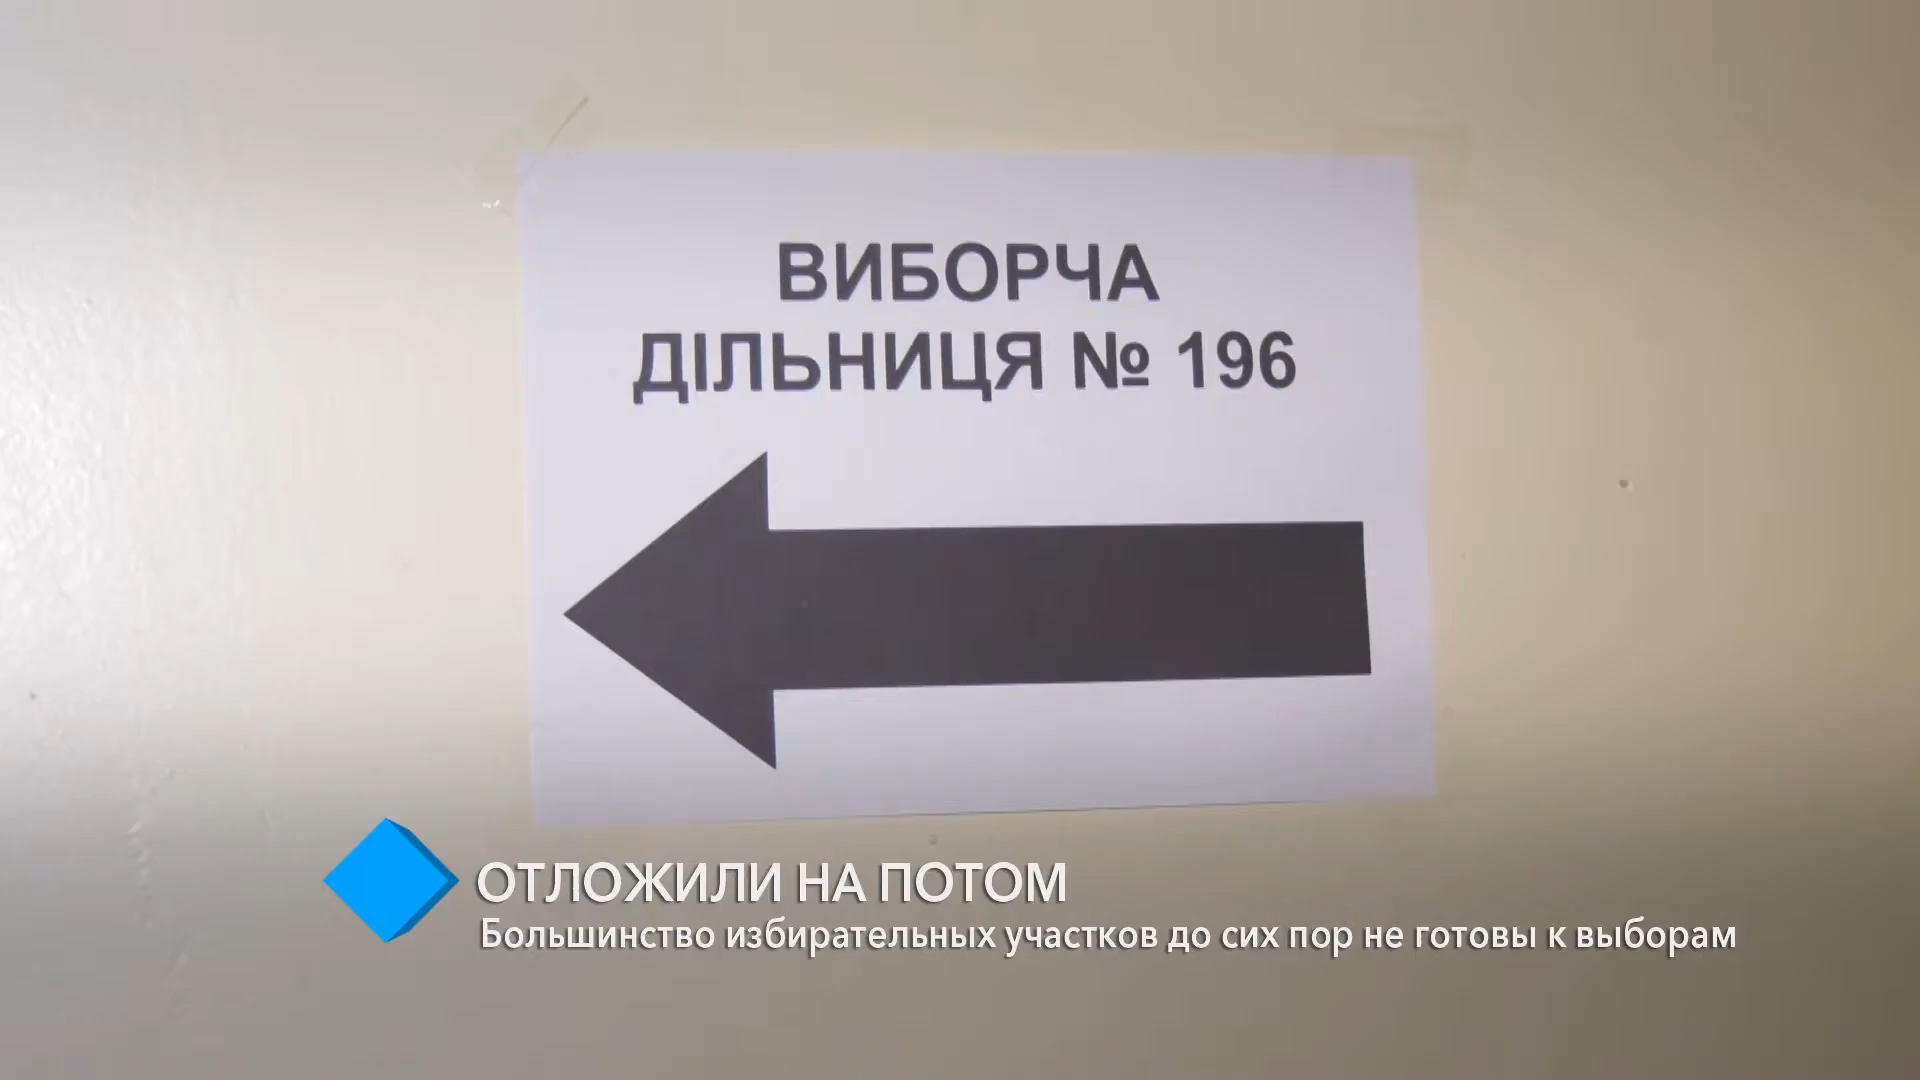 ВИБОРЧА
ДІЛЬНИЦЯ № 196
ОТЛОЖИЛИ НА ПОТОМ
Большинство избирательных участков до сих пор не готовы к выборам